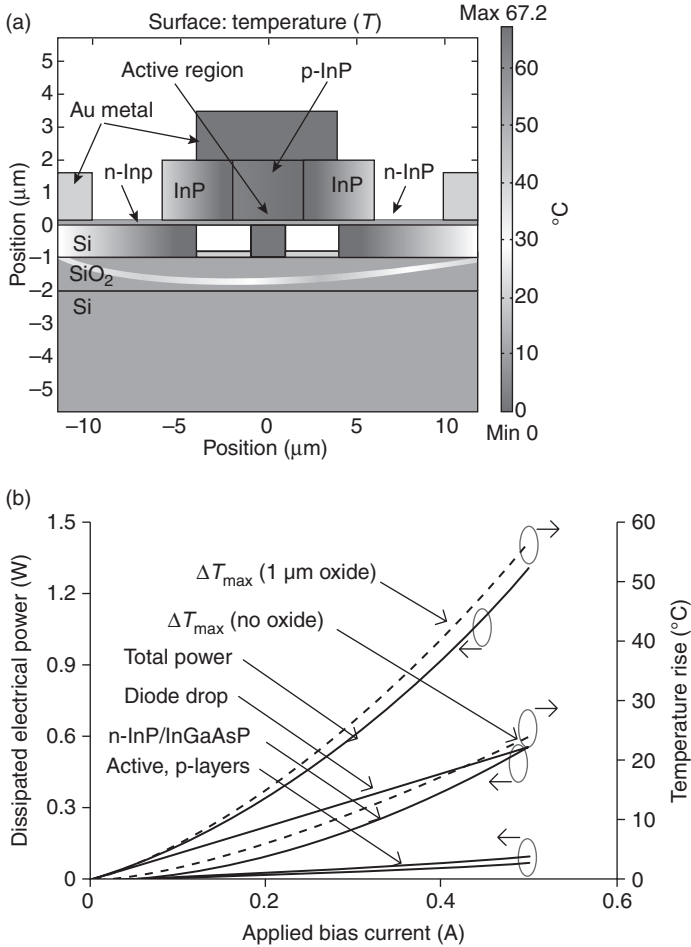 (a)
Surface: temperature (T)
Max 67.2
Active region
p-InP
Au metal
n-Inp
InP
InP
n-InP
Si
SiO2
Si
5
4
3
2
1
0
−1
−2
−3
−4
−5
Position (μm)
−10
−5
0
5
10
Position (μm)
60
50
40
30
20
10
0
°C
Min 0
(b)
1.5
1.2
0.9
0.6
0.3
0
Dissipated electrical power (W)
ΔTmax (1 μm oxide)
ΔTmax (no oxide)
Total power
Diode drop
n-InP/InGaAsP
Active, p-layers
60
50
40
30
20
10
0
Temperature rise (°C)
0
0.2
0.4
0.6
Applied bias current (A)